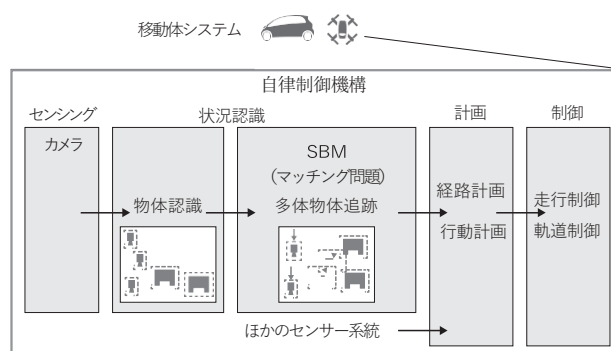 移動体システム
自律制御機構
センシング
状況認識
計画
制御
カメラ
SBM
(マッチング問題)
物体認識
多体物体追跡
経路計画
行動計画
走行制御
軌道制御
ほかのセンサー系統